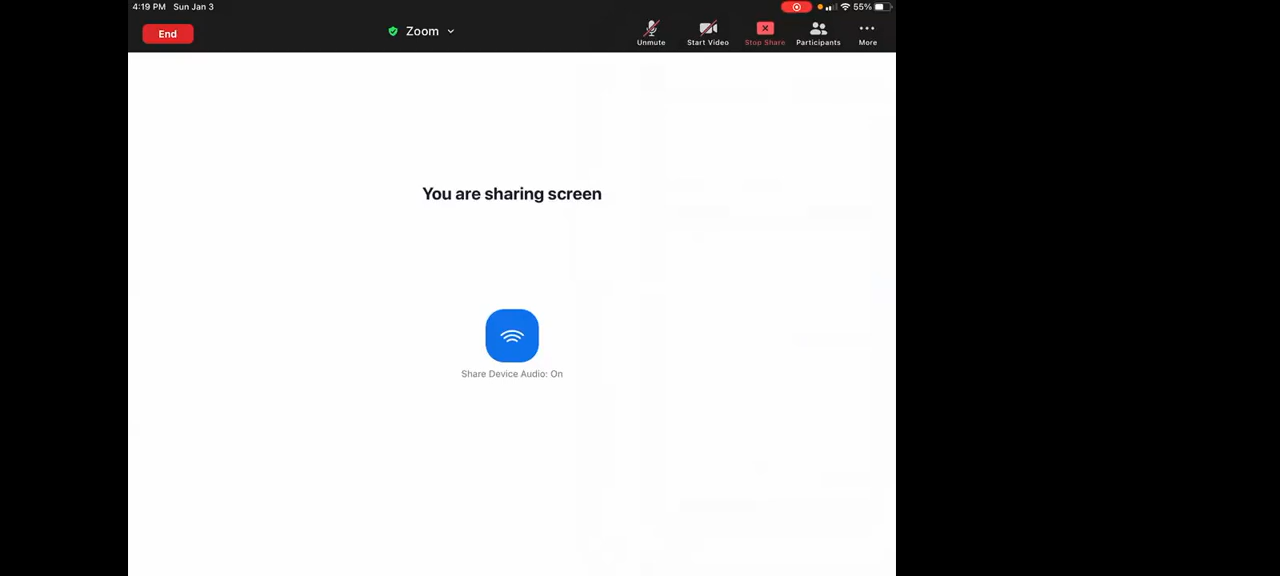 4:19 PM Sun Jan 3 55%
End Zoom Unmute Start Video Stop Share Participants More
You are sharing screen
Share Device Audio: On